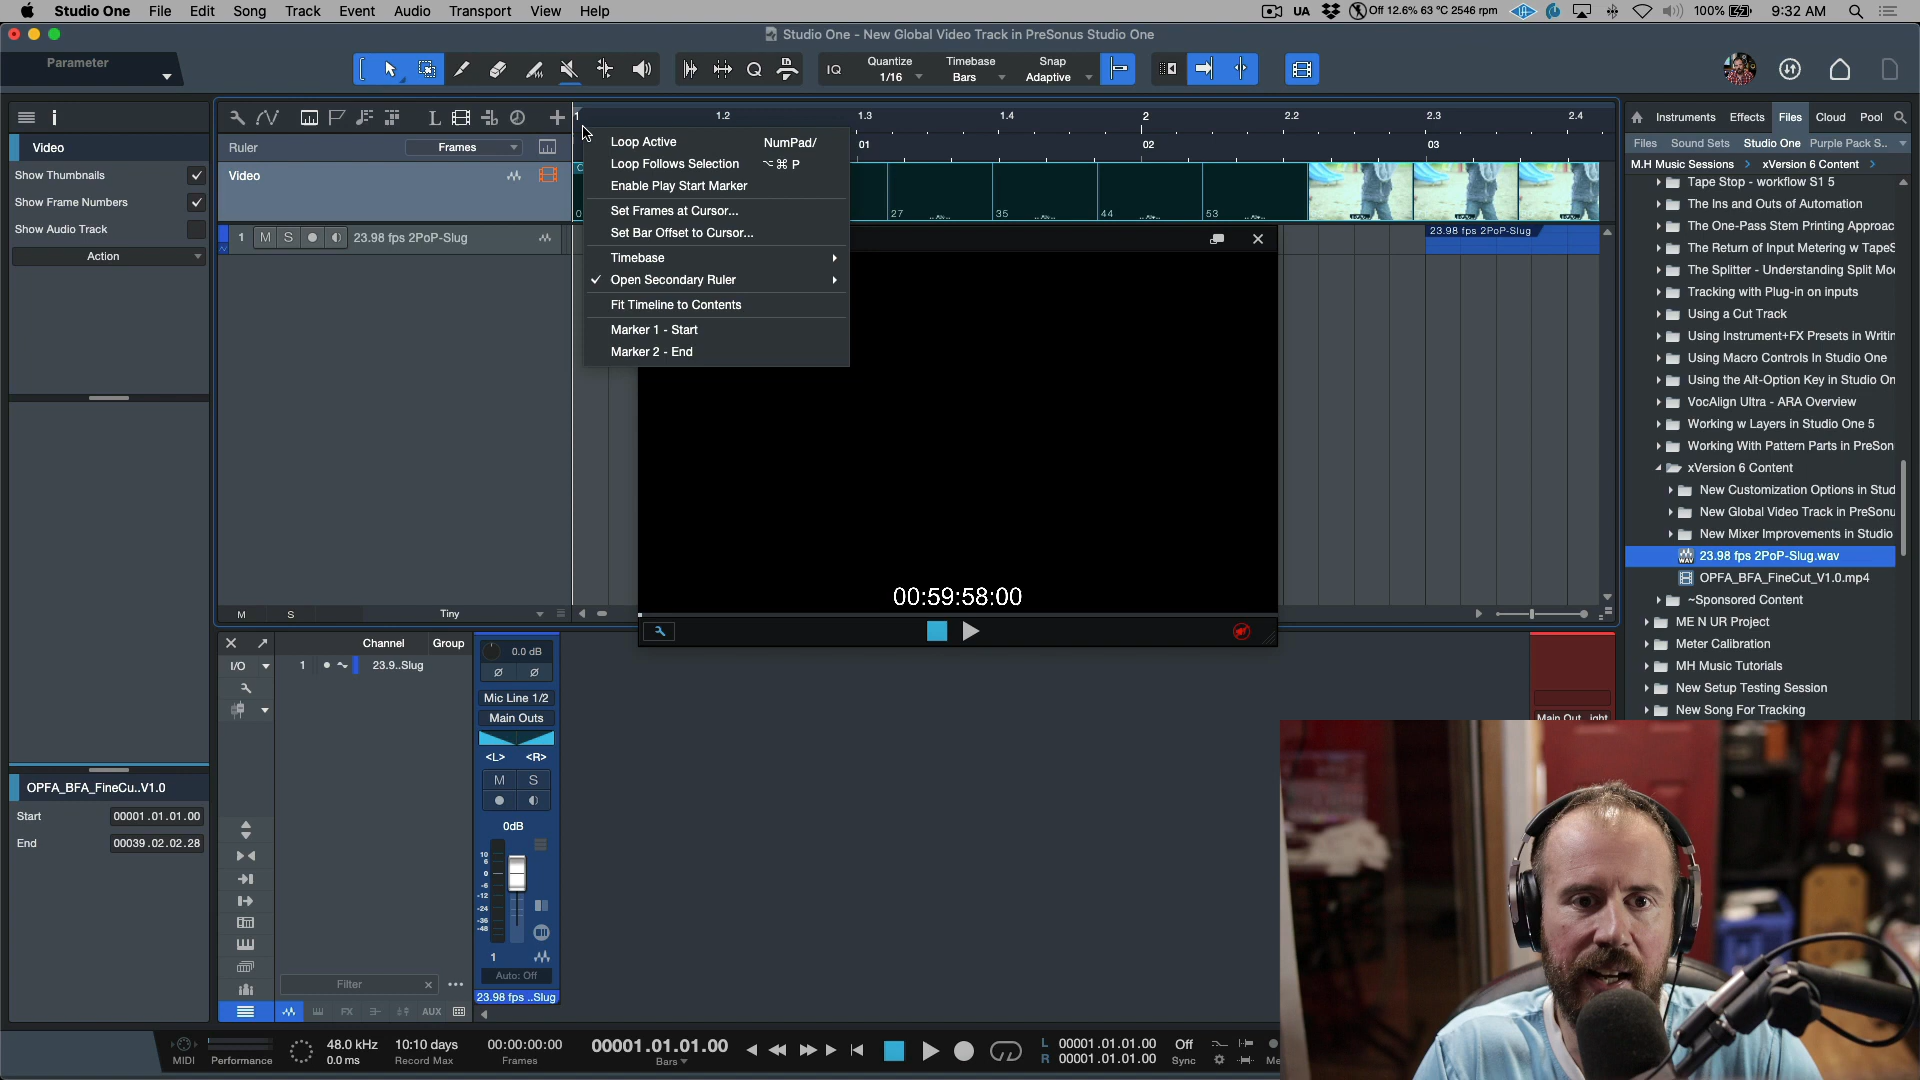 Studio One File Edit Song Track Event Audio Transport View Help
UA Off 12.6% 63 °C 2546 rpm 100% 9:32 AM
Studio One - New Global Video Track in PreSonus Studio One
Parameter
IQ
Quantize
1/16
Timebase
Bars
Snap
Adaptive
Video
Show Thumbnails
Show Frame Numbers
Show Audio Track
Action
Ruler Frames
Video
1 M S 23.98 fps 2PoP-Slug
1 1.2 1.3 1.4 2 2.2 2.3 2.4
01 02 03
27 35 44 53
23.98 fps 2PoP-Slug
Loop Active NumPad/
Loop Follows Selection ⌥⌘ P
Enable Play Start Marker
Set Frames at Cursor...
Set Bar Offset to Cursor...
Timebase
✓ Open Secondary Ruler
Fit Timeline to Contents
Marker 1 - Start
Marker 2 - End
00:59:58:00
M S Tiny
Instruments Effects Files Cloud Pool
Files Sound Sets Studio One Purple Pack S..
M.H Music Sessions > xVersion 6 Content >
Tape Stop - workflow S1 5
The Ins and Outs of Automation
The One-Pass Stem Printing Approac
The Return of Input Metering w TapeS
The Splitter - Understanding Split Mo
Tracking with Plug-in on inputs
Using a Cut Track
Using Instrument+FX Presets in Writin
Using Macro Controls In Studio One
Using the Alt-Option Key in Studio On
VocAlign Ultra - ARA Overview
Working w Layers in Studio One 5
Working With Pattern Parts in PreSon
xVersion 6 Content
New Customization Options in Stud
New Global Video Track in PreSonu
New Mixer Improvements in Studio
23.98 fps 2PoP-Slug.wav
OPFA_BFA_FineCut_V1.0.mp4
~Sponsored Content
ME N UR Project
Meter Calibration
MH Music Tutorials
New Setup Testing Session
New Song For Tracking
Channel Group
I/O 1 23.9..Slug
0.0 dB
Mic Line 1/2
Main Outs
<L> <R>
M S
0dB
10
6
0
-6
-12
-24
-36
-48
1
Auto: Off
23.98 fps ..Slug
Main Out..ight
OPFA_BFA_FineCu..V1.0
Start 00001.01.01.00
End 00039.02.02.28
Filter
FX AUX
MIDI
Performance
48.0 kHz
0.0 ms
10:10 days
Record Max
00:00:00:00
Frames
00001.01.01.00
Bars
L 00001.01.01.00
R 00001.01.01.00
Off
Sync